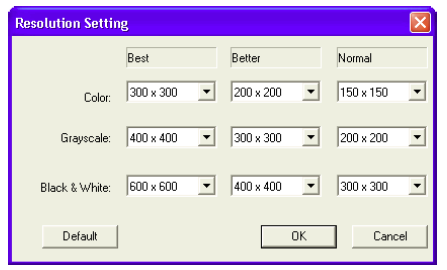 Resolution Setting
Best Better Normal
Color: 300 x 300 200 x 200 150 x 150
Grayscale: 400 x 400 300 x 300 200 x 200
Black & White: 600 x 600 400 x 400 300 x 300
Default OK Cancel